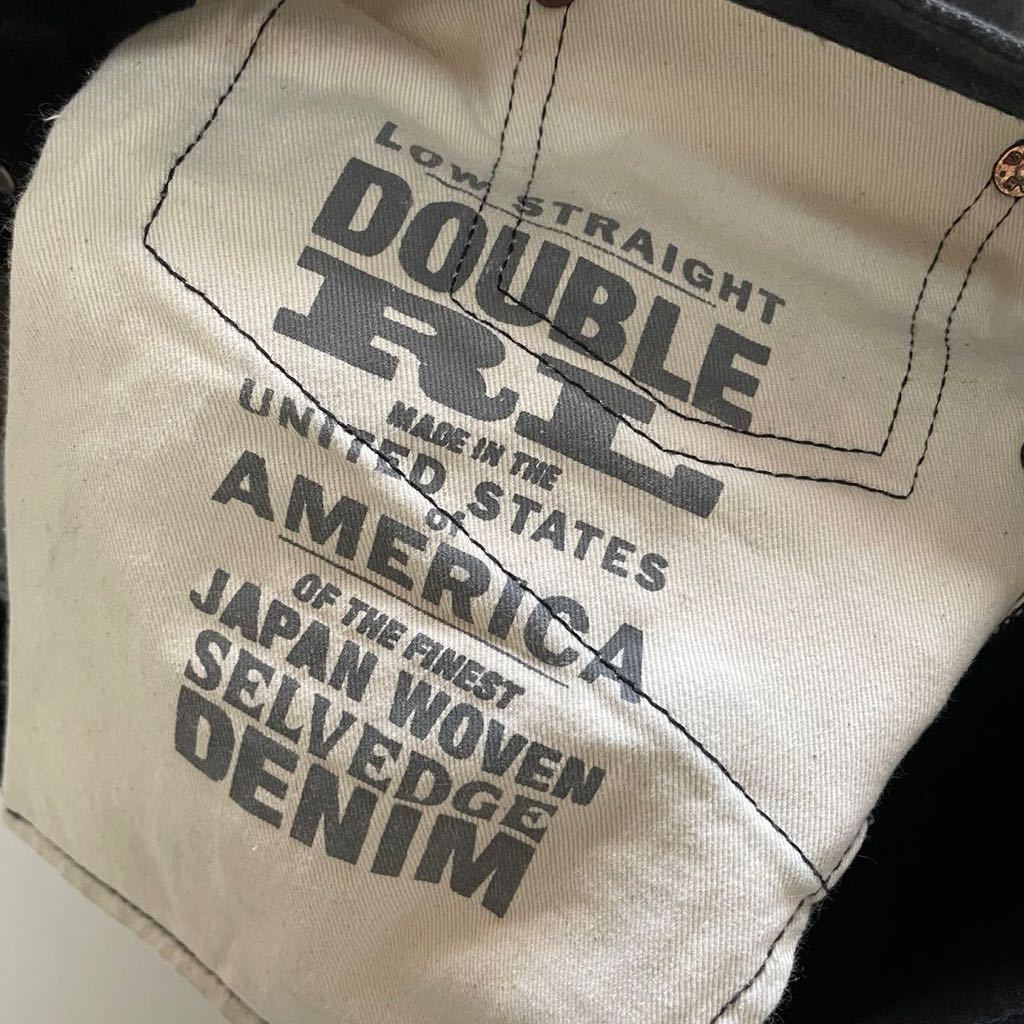 LOW STRAIGHT
DOUBLE
RL
MADE IN THE
UNITED STATES
of
AMERICA
OF THE FINEST
JAPAN WOVEN
SELVEDGE
DENIM